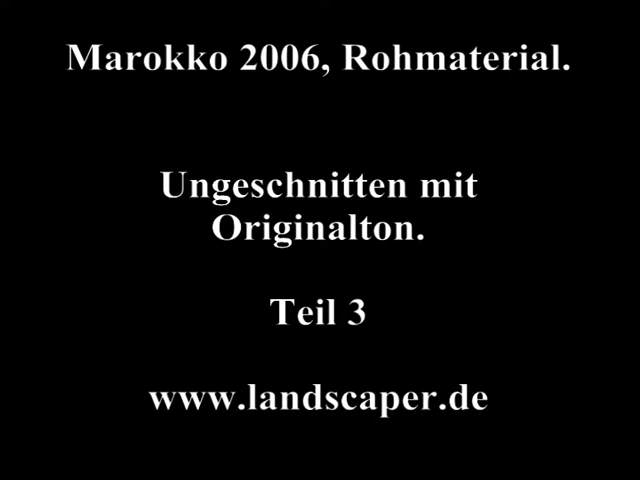 Marokko 2006, Rohmaterial.
Ungeschnitten mit
Originalton.
Teil 3
www.landscaper.de